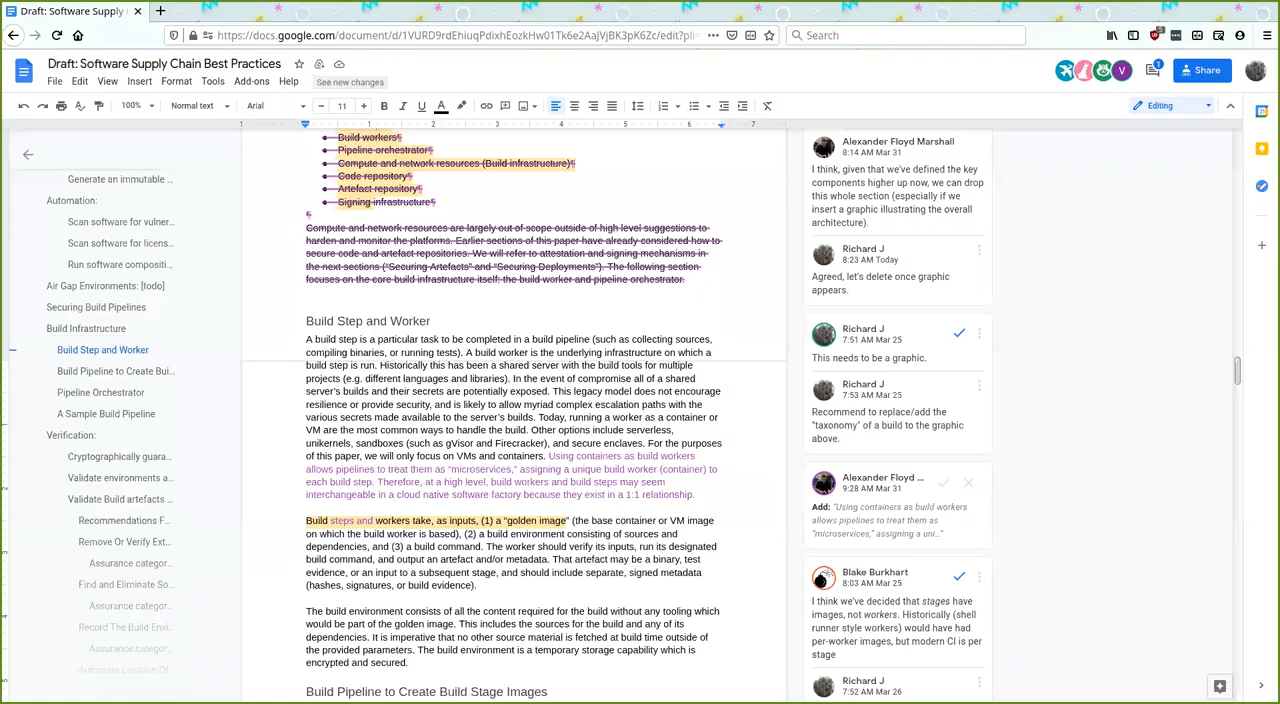 Draft: Software Supply C
https://docs.google.com/document/d/1VURD9rdEhiuqPdixhEozkHw01Tk6e2AaJVjBK3pK6Zc/edit?pli=
Search
Draft: Software Supply Chain Best Practices
File Edit View Insert Format Tools Add-ons Help See new changes
1
V
Share
100% Normal text Arial 11 B I U A Editing
1 1 2 3 4 5 6 7
Generate an immutable ...
Automation:
Scan software for vulner...
Scan software for licens...
Run software compositi...
Air Gap Environments: [todo]
Securing Build Pipelines
Build Infrastructure
Build Step and Worker
Build Pipeline to Create Bui...
Pipeline Orchestrator
A Sample Build Pipeline
Verification:
Cryptographically guara...
Validate environments a...
Validate Build artefacts ...
Recommendations F...
Remove Or Verify Ext...
Assurance categor...
Find and Eliminate So...
Assurance categor...
Record The Build Envi...
Assurance categor...
Automate Creation Of...
Build workers¶
Pipeline orchestrator¶
Compute and network resources (Build infrastructure)¶
Code repository¶
Artefact repository¶
Signing infrastructure¶
¶
Compute and network resources are largely out of scope outside of high level suggestions to
harden and monitor the platforms. Earlier sections of this paper have already considered how to
secure code and artefact repositories. We will refer to attestation and signing mechanisms in
the next sections (“Securing Artefacts” and “Securing Deployments”). The following section
focuses on the core build infrastructure itself: the build worker and pipeline orchestrator.
Build Step and Worker
A build step is a particular task to be completed in a build pipeline (such as collecting sources,
compiling binaries, or running tests). A build worker is the underlying infrastructure on which a
build step is run. Historically this has been a shared server with the build tools for multiple
projects (e.g. different languages and libraries). In the event of compromise all of a shared
server’s builds and their secrets are potentially exposed. This legacy model does not encourage
resilience or provide security, and is likely to allow myriad complex escalation paths with the
various secrets made available to the server’s builds. Today, running a worker as a container or
VM are the most common ways to handle the build. Other options include serverless,
unikernels, sandboxes (such as gVisor and Firecracker), and secure enclaves. For the purposes
of this paper, we will only focus on VMs and containers. Using containers as build workers
allows pipelines to treat them as “microservices,” assigning a unique build worker (container) to
each build step. Therefore, at a high level, build workers and build steps may seem
interchangeable in a cloud native software factory because they exist in a 1:1 relationship.
Build steps and workers take, as inputs, (1) a “golden image” (the base container or VM image
on which the build worker is based), (2) a build environment consisting of sources and
dependencies, and (3) a build command. The worker should verify its inputs, run its designated
build command, and output an artefact and/or metadata. That artefact may be a binary, test
evidence, or an input to a subsequent stage, and should include separate, signed metadata
(hashes, signatures, or build evidence).
The build environment consists of all the content required for the build without any tooling which
would be part of the golden image. This includes the sources for the build and any of its
dependencies. It is imperative that no other source material is fetched at build time outside of
the provided parameters. The build environment is a temporary storage capability which is
encrypted and secured.
Build Pipeline to Create Build Stage Images
Alexander Floyd Marshall
8:14 AM Mar 31
I think, given that we've defined the key
components higher up now, we can drop
this whole section (especially if we
insert a graphic illustrating the overall
architecture).
Richard J
8:23 AM Today
Agreed, let's delete once graphic
appears.
Richard J
7:51 AM Mar 25
This needs to be a graphic.
Richard J
7:53 AM Mar 25
Recommend to replace/add the
"taxonomy" of a build to the graphic
above.
Alexander Floyd ...
9:28 AM Mar 31
Add: “Using containers as build workers
allows pipelines to treat them as
“microservices,” assigning a uni...”
Blake Burkhart
8:03 AM Mar 25
I think we've decided that stages have
images, not workers. Historically (shell
runner style workers) would have had
per-worker images, but modern CI is per
stage
Richard J
7:52 AM Mar 26